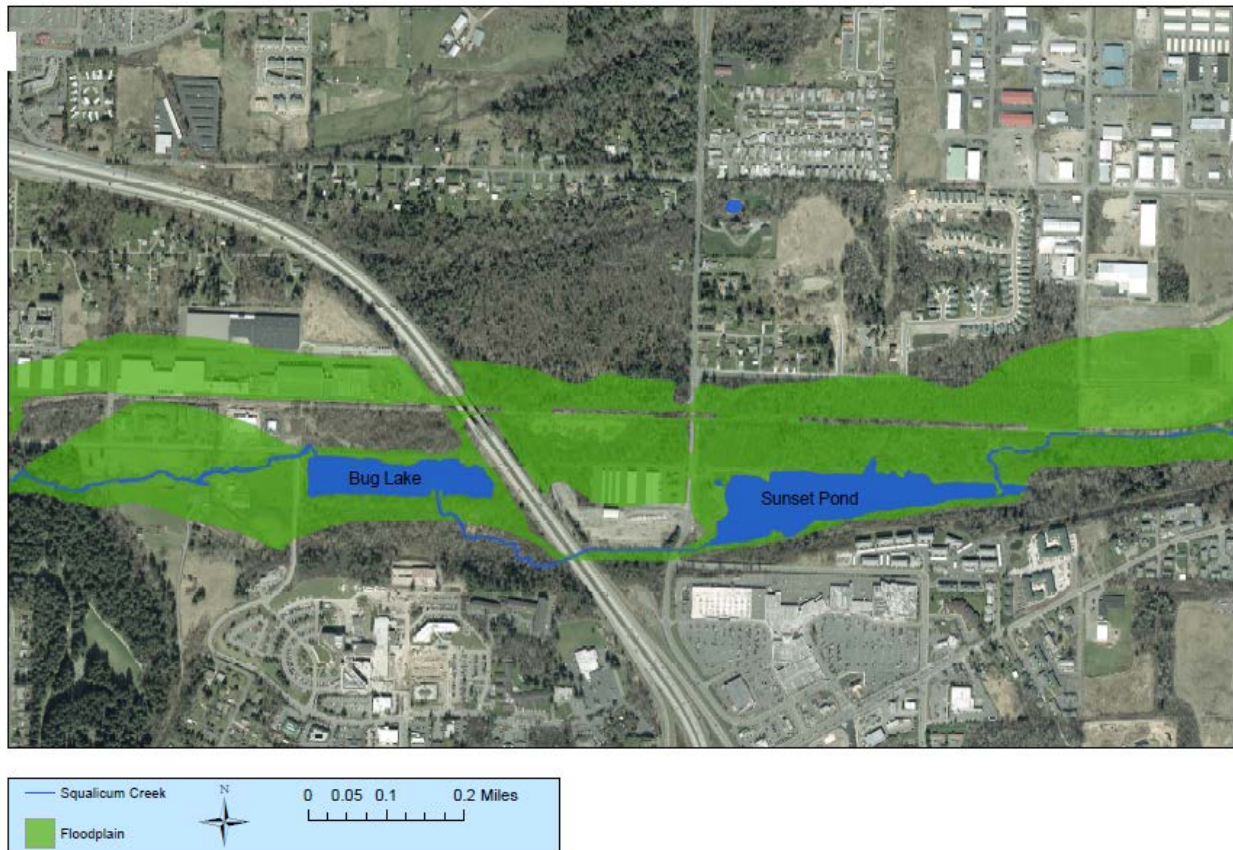 Bug Lake
Sunset Pond
Squalicum Creek
Floodplain
N
0 0.05 0.1 0.2 Miles